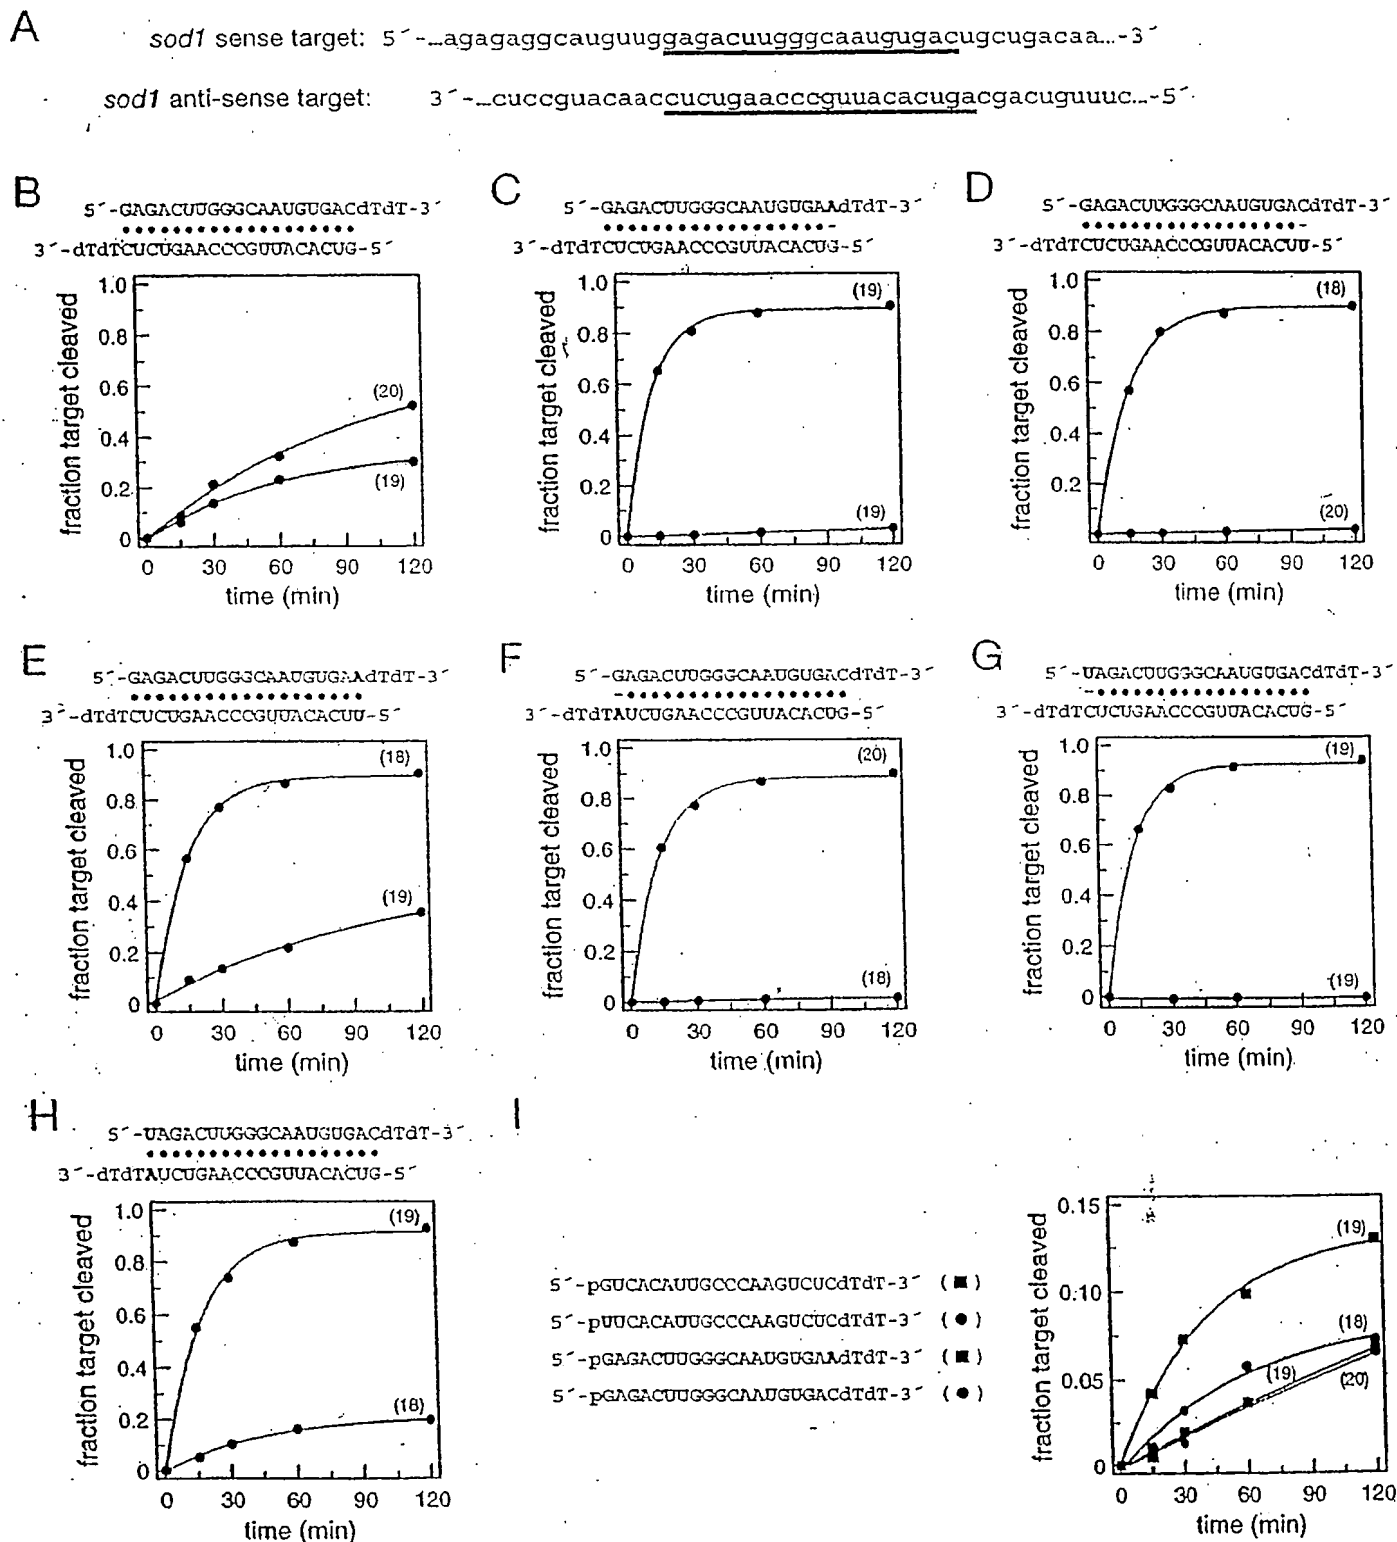 A
sod1 sense target: 5´-…agagaggcauguuggagacuugggcaaugugacugcugacaa…-3´
sod1 anti-sense target: 3´-…cuccguacaaccucugaacccguuacacugacgacuguuuc…-5´
B
5´-GAGACUUGGGCAAUGUGACdTdT-3´
3´-dTdTCUCUGAACCCGUUACACUG-5´
fraction target cleaved
1.0
0.8
0.6
0.4
0.2
0
(20)
(19)
0 30 60 90 120
time (min)
C
5´-GAGACUUGGGCAAUGUGAAdTdT-3´
3´-dTdTCUCUGAACCCGUUACACUG-5´
fraction target cleaved
1.0
0.8
0.6
0.4
0.2
0
(19)
(19)
0 30 60 90 120
time (min)
D
5´-GAGACUUGGGCAAUGUGACdTdT-3´
3´-dTdTCUCUGAACCCGUUACACUU-5´
fraction target cleaved
1.0
0.8
0.6
0.4
0.2
0
(18)
(20)
0 30 60 90 120
time (min)
E
5´-GAGACUUGGGCAAUGUGAAdTdT-3´
3´-dTdTCUCUGAACCCGUUACACUU-5´
fraction target cleaved
1.0
0.8
0.6
0.4
0.2
0
(18)
(19)
0 30 60 90 120
time (min)
F
5´-GAGACUUGGGCAAUGUGACdTdT-3´
3´-dTdTAUCUGAACCCGUUACACUG-5´
fraction target cleaved
1.0
0.8
0.6
0.4
0.2
0
(20)
(18)
0 30 60 90 120
time (min)
G
5´-UAGACUUGGGCAAUGUGACdTdT-3´
3´-dTdTCUCUGAACCCGUUACACUG-5´
fraction target cleaved
1.0
0.8
0.6
0.4
0.2
0
(19)
(19)
0 30 60 90 120
time (min)
H
5´-UAGACUUGGGCAAUGUGACdTdT-3´
3´-dTdTAUCUGAACCCGUUACACUG-5´
fraction target cleaved
1.0
0.8
0.6
0.4
0.2
0
(19)
(18)
0 30 60 90 120
time (min)
I
5´-pGUCACAUUGCCCAAGUCUCdTdT-3´ (■)
5´-pUUCACAUUGCCCAAGUCUCdTdT-3´ (●)
5´-pGAGACUUGGGCAAUGUGAAdTdT-3´ (■)
5´-pGAGACUUGGGCAAUGUGACdTdT-3´ (●)
fraction target cleaved
0.15
0.10
0.05
0
(19)
(18)
(19)
(20)
0 30 60 90 120
time (min)